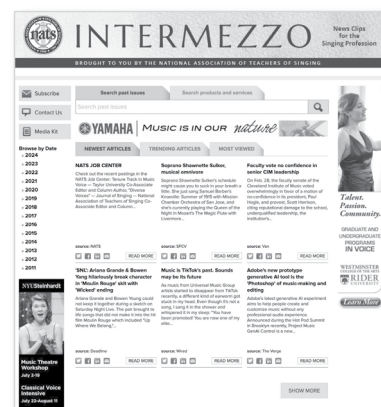 nats
INTERMEZZO
News Clips
for the
Singing Profession
BROUGHT TO YOU BY THE NATIONAL ASSOCIATION OF TEACHERS OF SINGING
Subscribe
Contact Us
Media Kit
Browse by Date
2024
2023
2022
2021
2020
2019
2018
2017
2016
2015
2014
2013
2012
2011
NYUSteinhardt
Music Theatre
Workshop
July 3-18
Classical Voice
Intensive
July 22-August 11
Search past issues
Search products and services
Search past issues
YAMAHA
MUSIC IS IN OUR nature
NEWEST ARTICLES
TRENDING ARTICLES
MOST VIEWED
NATS JOB CENTER
Check out the recent postings in the
NATS Job Center: Tenure Track in Music
Voice — Taylor University Co-Associate
Editor and Column Author "Diverse
Voices" — Journal of Singing — National
Association of Teachers of Singing Co-
Associate Editor and Column...
source: NATS
READ MORE
Soprano Shawnette Sulker,
musical omnivore
Soprano Shawnette Sulker's schedule
might cause you to suck in your breath a
little. She just sang Samuel Barber's
Knoxville: Summer of 1915 with Mission
Chamber Orchestra of San Jose, and
she's currently playing the Queen of the
Night in Mozart's The Magic Flute with
Livermore...
source: SFCV
READ MORE
Faculty vote no confidence in
senior CIM leadership
On Feb. 28, the faculty senate of the
Cleveland Institute of Music voted
overwhelmingly in favor of a motion of
no-confidence in its president, Paul
Hogle, and provost, Scott Harrison,
citing reputational damage to the school,
underqualified leadership, the
institution's...
source: Van
READ MORE
'SNL': Ariana Grande & Bowen
Yang hilariously break character
in 'Moulin Rouge' skit with
'Wicked' ending
Ariana Grande and Bowen Young could
not keep it together during a sketch on
Saturday Night Live. The pair brought to
life songs that did not make it into the hit
film Moulin Rouge which included "Up
Where We Belong,"...
source: Deadline
READ MORE
Music is TikTok's past. Sounds
may be its future
As music from Universal Music Group
artists started to disappear from TikTok
recently, a different kind of earworm got
stuck in my head. Even though it's not a
song, I sang it in the shower and
whispered it in my sleep: "You have
been promoted! You are now one of my
elite...
source: Wired
READ MORE
Adobe's new prototype
generative AI tool is the
'Photoshop' of music-making and
editing
Adobe's latest generative AI experiment
aims to help people create and
customize music without any
professional audio experience.
Announced during the Hot Pod Summit
in Brooklyn recently, Project Music
GenAI Control is a new...
source: The Verge
READ MORE
SHOW MORE
Talent.
Passion.
Community.
GRADUATE AND
UNDERGRADUATE
PROGRAMS
IN VOICE
WESTMINSTER
COLLEGE OF THE ARTS
RIDER
UNIVERSITY
Learn More